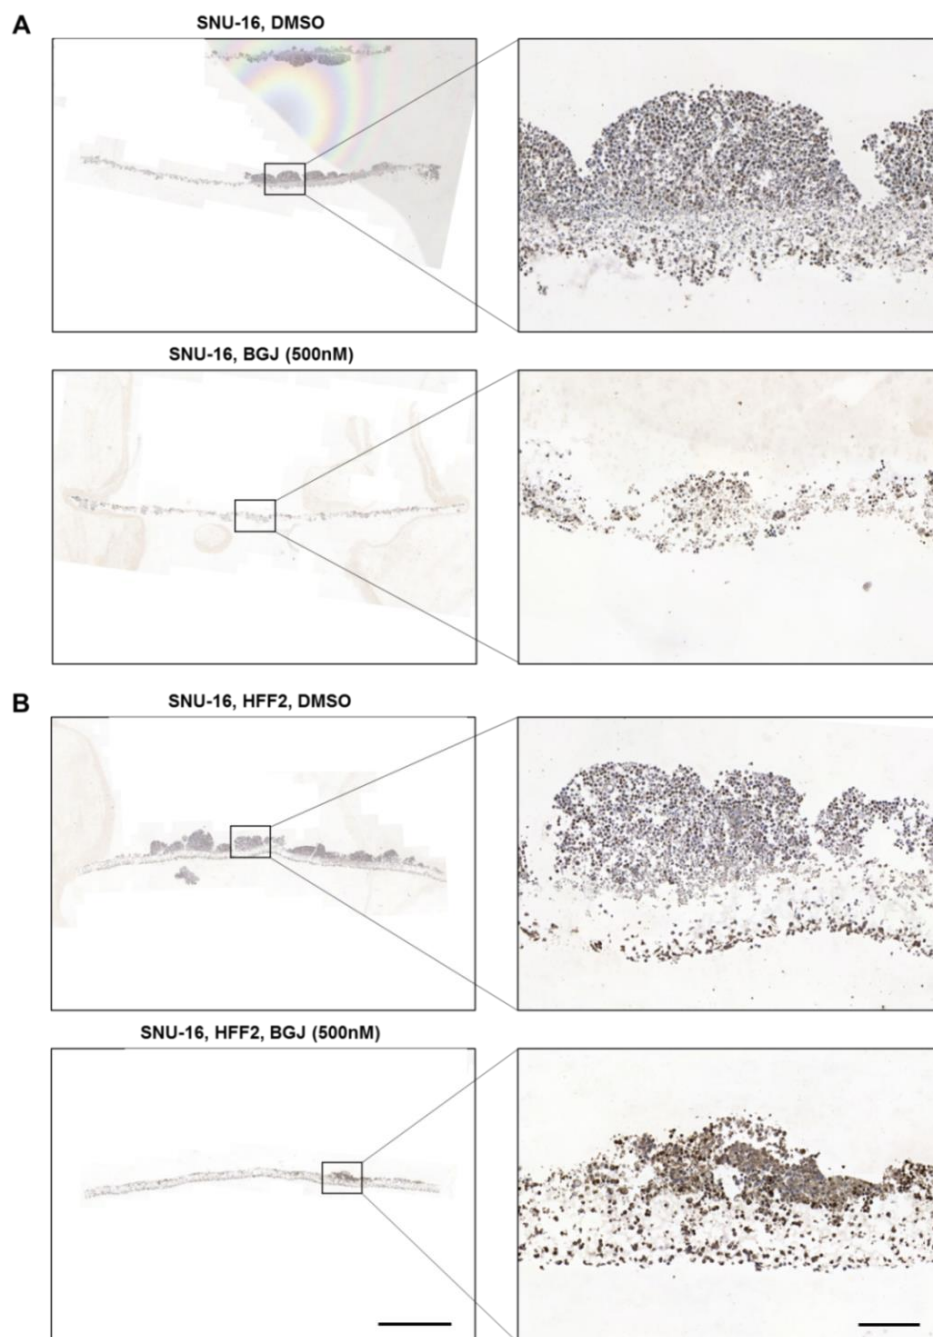 A
SNU-16, DMSO
SNU-16, BGJ (500nM)
B
SNU-16, HFF2, DMSO
SNU-16, HFF2, BGJ (500nM)